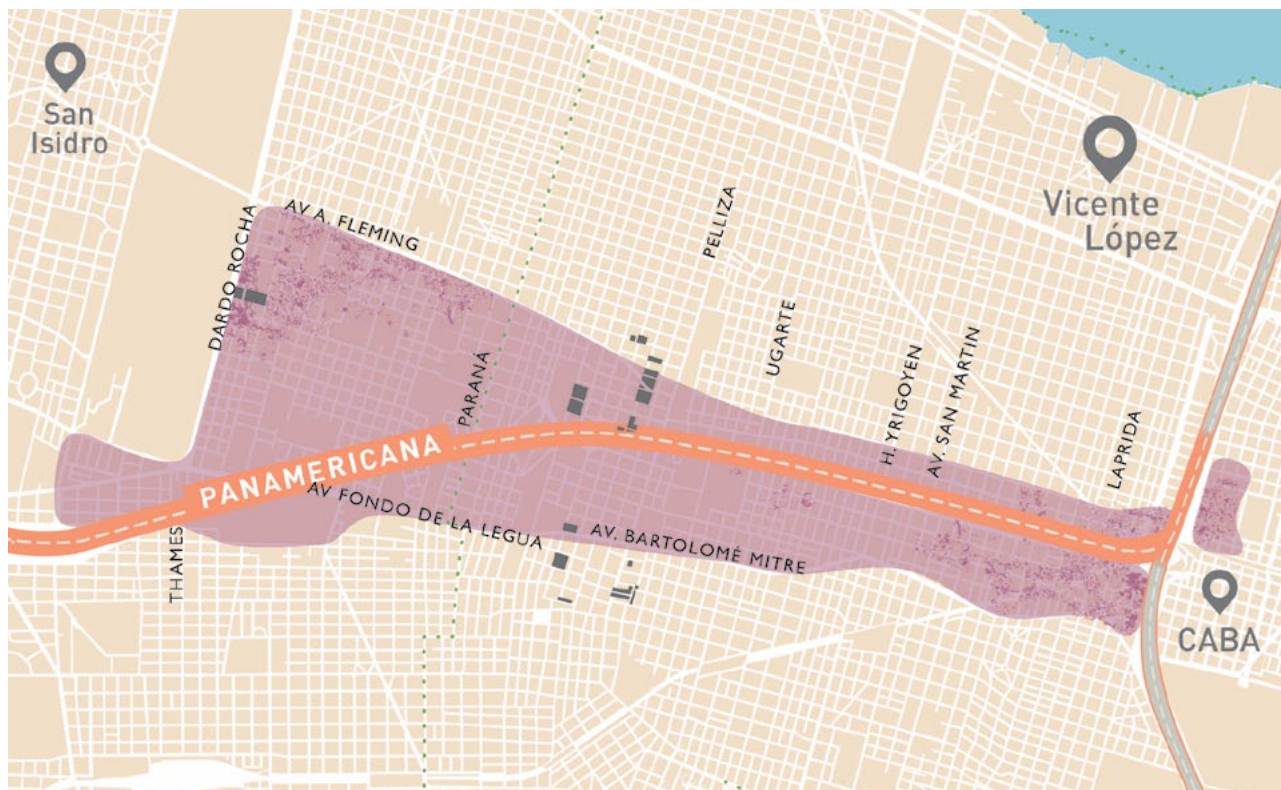 San
Isidro
Vicente
López
AV A. FLEMING
DARDO ROCHA
PELLIZA
UGARTE
PARANÁ
H. YRIGOYEN
AV. SAN MARTIN
LAPRIDA
PANAMERICANA
AV FONDO DE LA LEGUA
AV. BARTOLOMÉ MITRE
THAMES
CABA